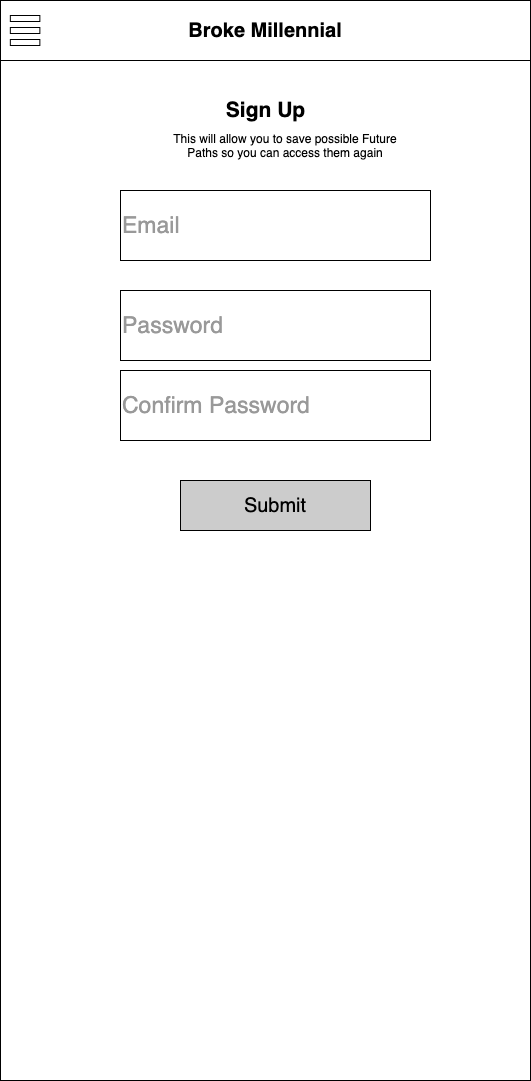 Broke Millennial
Sign Up
This will allow you to save possible Future
Paths so you can access them again
Email
Password
Confirm Password
Submit